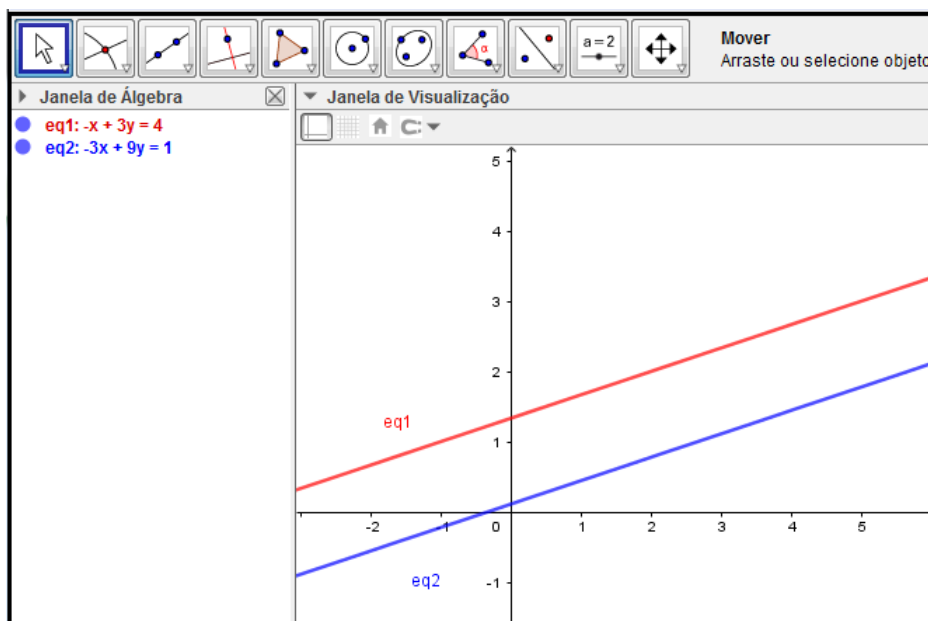 α
a=2
Mover
Arraste ou selecione objeto
Janela de Álgebra
Janela de Visualização
eq1: -x + 3y = 4
eq2: -3x + 9y = 1
5
4
3
2
eq1
1
-2 -1 0 1 2 3 4 5
eq2
-1